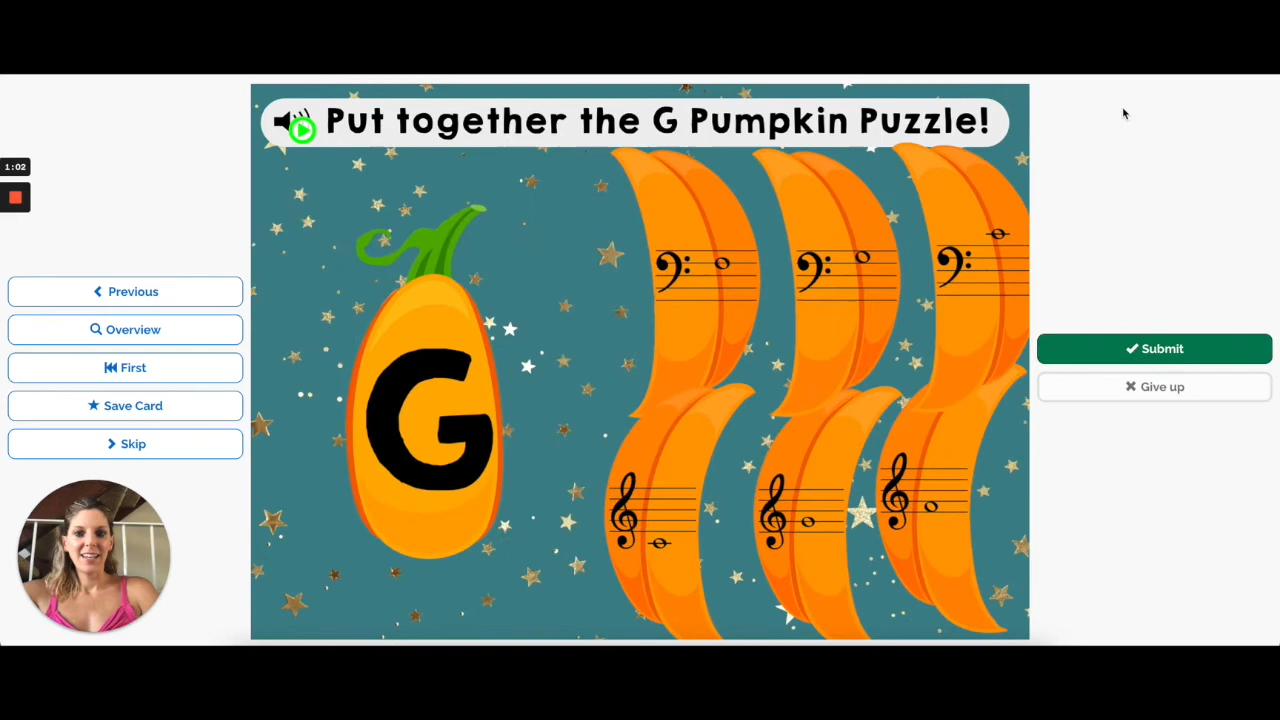 Put together the G Pumpkin Puzzle!
1:02
Previous
Overview
First
Save Card
Skip
G
Submit
Give up